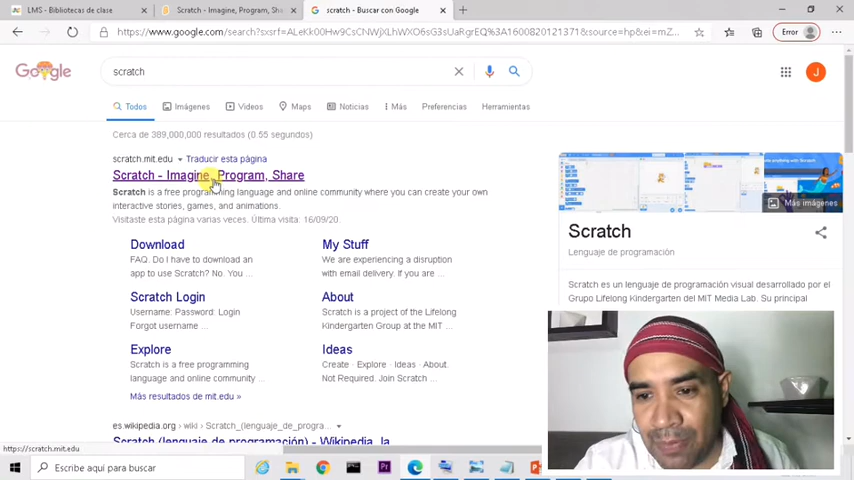 LMS - Bibliotecas de clase
Scratch - Imagine, Program, Sh
scratch - Buscar con Google
https://www.google.com/search?sxsrf=ALeKk00Hw9CsCNWjXLhWX65jXwfvsgMKcQ%3A1600820121371&source=hp&ei=mZ...
Error
Google
scratch
J
Todos
Imágenes
Videos
Maps
Noticias
Más
Preferencias
Herramientas
Cerca de 389,000,000 resultados (0.55 segundos)
scratch.mit.edu
Traducir esta página
Scratch - Imagine, Program, Share
Scratch is a free programming language and online community where you can create your own
interactive stories, games, and animations.
Visitaste esta página varias veces. Última visita: 16/09/20.
Download
FAQ. Do I have to download an
app to use Scratch? No. You ...
My Stuff
We are experiencing a disruption
with email delivery. If you are ...
Scratch Login
Username: Password: Login
Forgot username ...
About
Scratch is a project of the Lifelong
Kindergarten Group at the MIT ...
Explore
Scratch is a free programming
language and online community ...
Ideas
Create · Explore · Ideas · About.
Not Required. Join Scratch ...
Más resultados de mit.edu »
es.wikipedia.org › wiki › Scratch_(lenguaje_de_progra...
Scratch (lenguaje de programación) - Wikipedia, la
Más imágenes
Scratch
Lenguaje de programación
Scratch es un lenguaje de programación visual desarrollado por el
Grupo Lifelong Kindergarten del MIT Media Lab. Su principal
https://scratch.mit.edu
Escribe aquí para buscar